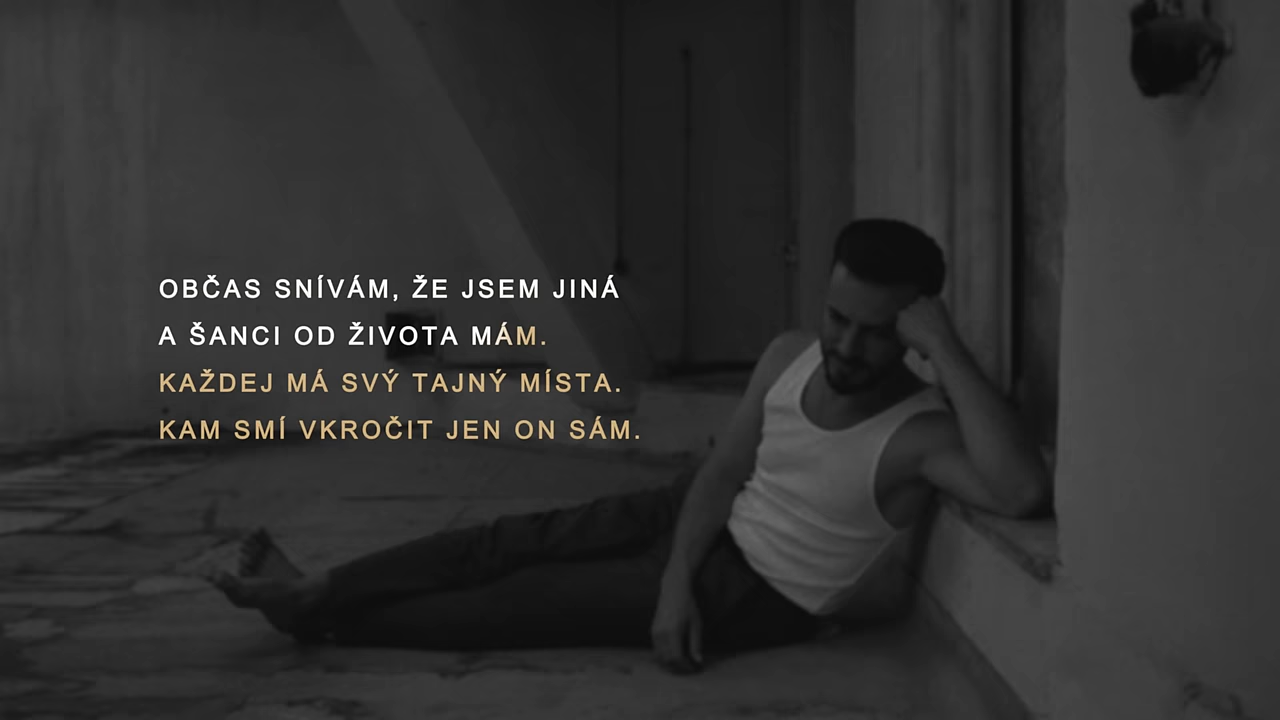 OBČAS SNÍVÁM, ŽE JSEM JINÁ
A ŠANCI OD ŽIVOTA MÁM.
KAŽDEJ MÁ SVÝ TAJNÝ MÍSTA.
KAM SMÍ VKROČIT JEN ON SÁM.